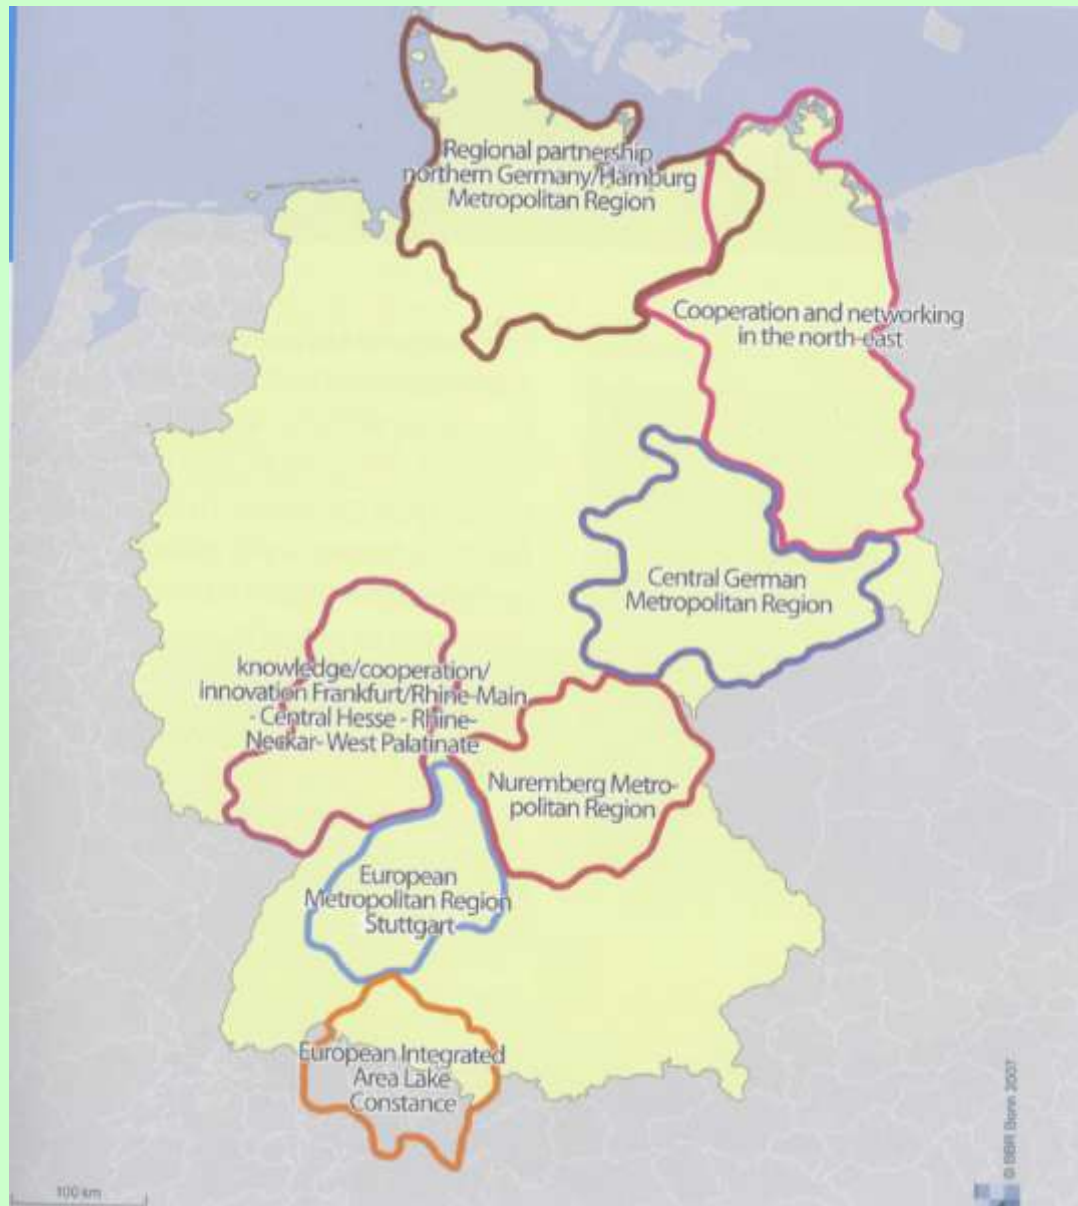 Regional partnership
northern Germany/Hamburg
Metropolitan Region
Cooperation and networking
in the north-east
Central German
Metropolitan Region
knowledge/cooperation/
innovation Frankfurt/Rhine-Main
- Central Hesse - Rhine-
Neckar- West Palatinate
Nuremberg Metro-
politan Region
European
Metropolitan Region
Stuttgart
European Integrated
Area Lake
Constance
100 km
© BBR Bonn 2007